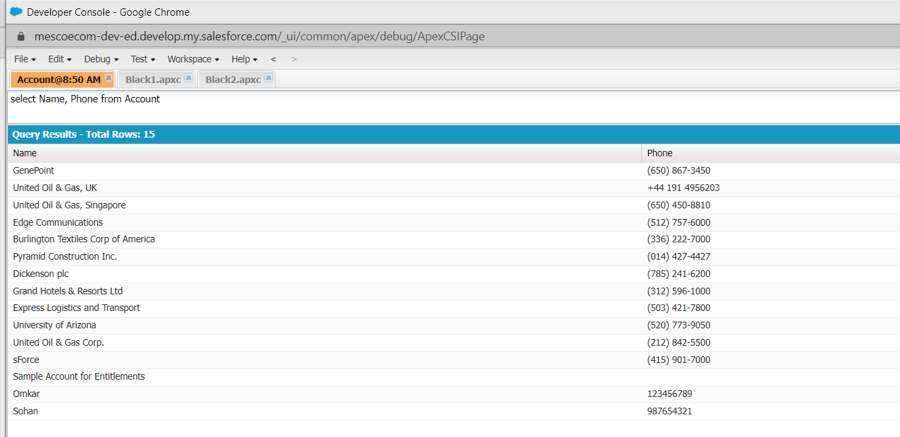 Developer Console - Google Chrome
mescoecom-dev-ed.develop.my.salesforce.com/_ui/common/apex/debug/ApexCSIPage
File Edit Debug Test Workspace Help < >
Account@8:50 AM Black1.apxc Black2.apxc
select Name, Phone from Account
Query Results - Total Rows: 15
Name Phone
GenePoint (650) 867-3450
United Oil & Gas, UK +44 191 4956203
United Oil & Gas, Singapore (650) 450-8810
Edge Communications (512) 757-6000
Burlington Textiles Corp of America (336) 222-7000
Pyramid Construction Inc. (014) 427-4427
Dickenson plc (785) 241-6200
Grand Hotels & Resorts Ltd (312) 596-1000
Express Logistics and Transport (503) 421-7800
University of Arizona (520) 773-9050
United Oil & Gas Corp. (212) 842-5500
sForce (415) 901-7000
Sample Account for Entitlements
Omkar 123456789
Sohan 987654321